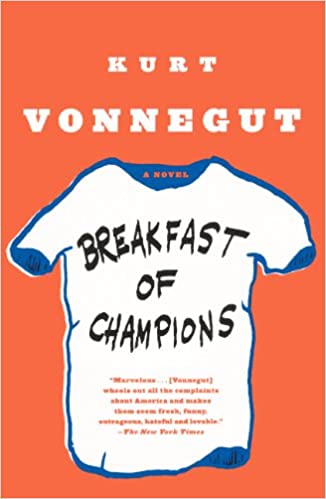 KURT
VONNEGUT
A NOVEL
BREAKFAST
OF
CHAMPIONS
"Marvelous . . . [Vonnegut]
wheels out all the complaints
about America and makes
them seem fresh, funny,
outrageous, hateful and lovable."
—The New York Times